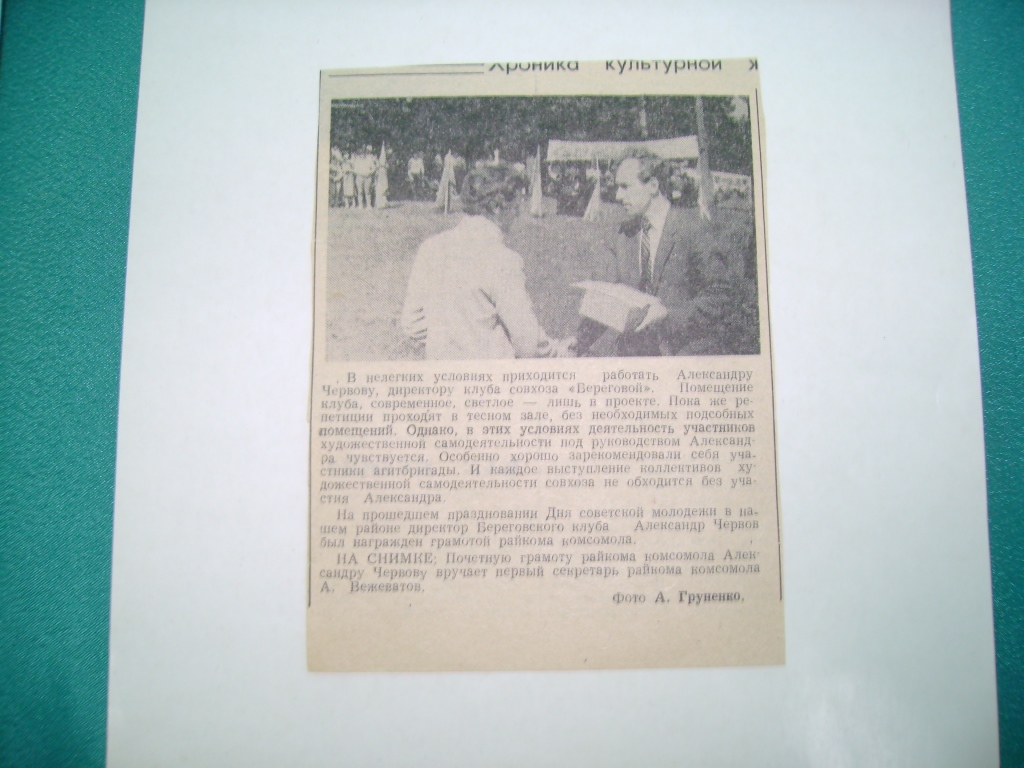 Хроника культурной
В нелегких условиях приходится работать Александру
Червову, директору клуба совхоза «Береговой». Помещение
клуба, современное, светлое — лишь в проекте. Пока же ре-
петиции проходят в тесном зале, без необходимых подсобных
помещений. Однако, в этих условиях деятельность участников
художественной самодеятельности под руководством Александ-
ра чувствуется. Особенно хорошо зарекомендовали себя уча-
стники агитбригады. И каждое выступление коллективов ху-
дожественной самодеятельности совхоза не обходится без уча-
стия Александра.
На прошедшем праздновании Дня советской молодежи в на-
шем районе директор Береговского клуба Александр Червов
был награжден грамотой райкома комсомола.
НА СНИМКЕ: Почетную грамоту райкома комсомола Алек-
сандру Червову вручает первый секретарь райкома комсомола
А. Вежеватов.
Фото А. Груненко.